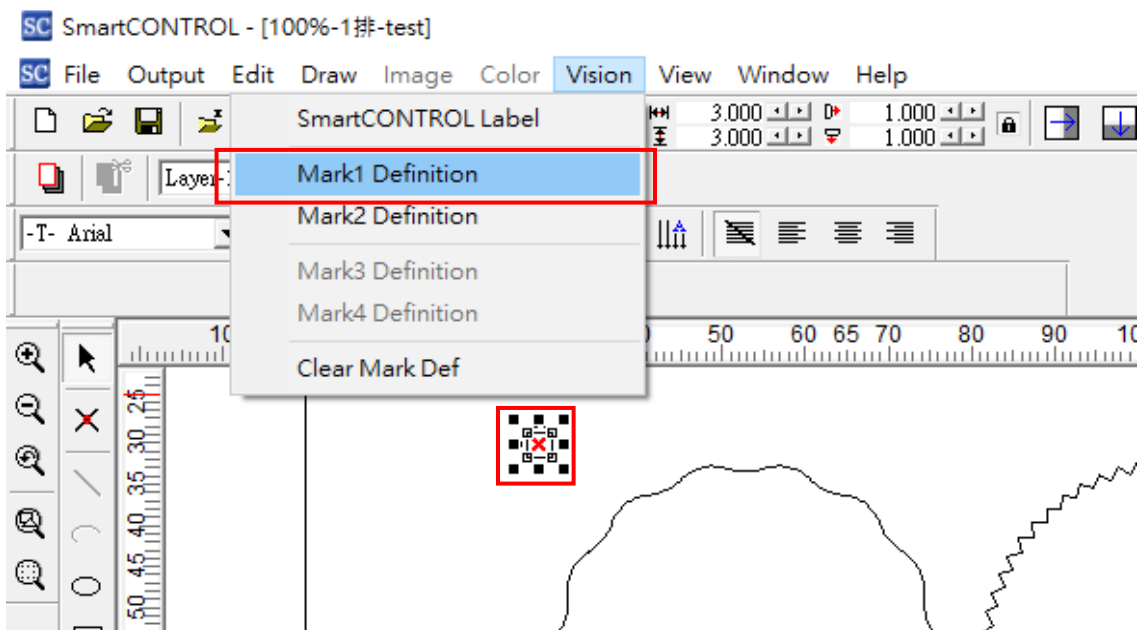 SC SmartCONTROL - [100%-1排-test]
SC File Output Edit Draw Image Color Vision View Window Help
SmartCONTROL Label
3.000 1.000
3.000 1.000
Mark1 Definition
Layer-
Mark2 Definition
-T- Arial
Mark3 Definition
Mark4 Definition
Clear Mark Def
50 60 65 70 80 90
25
30
35
40
45
50